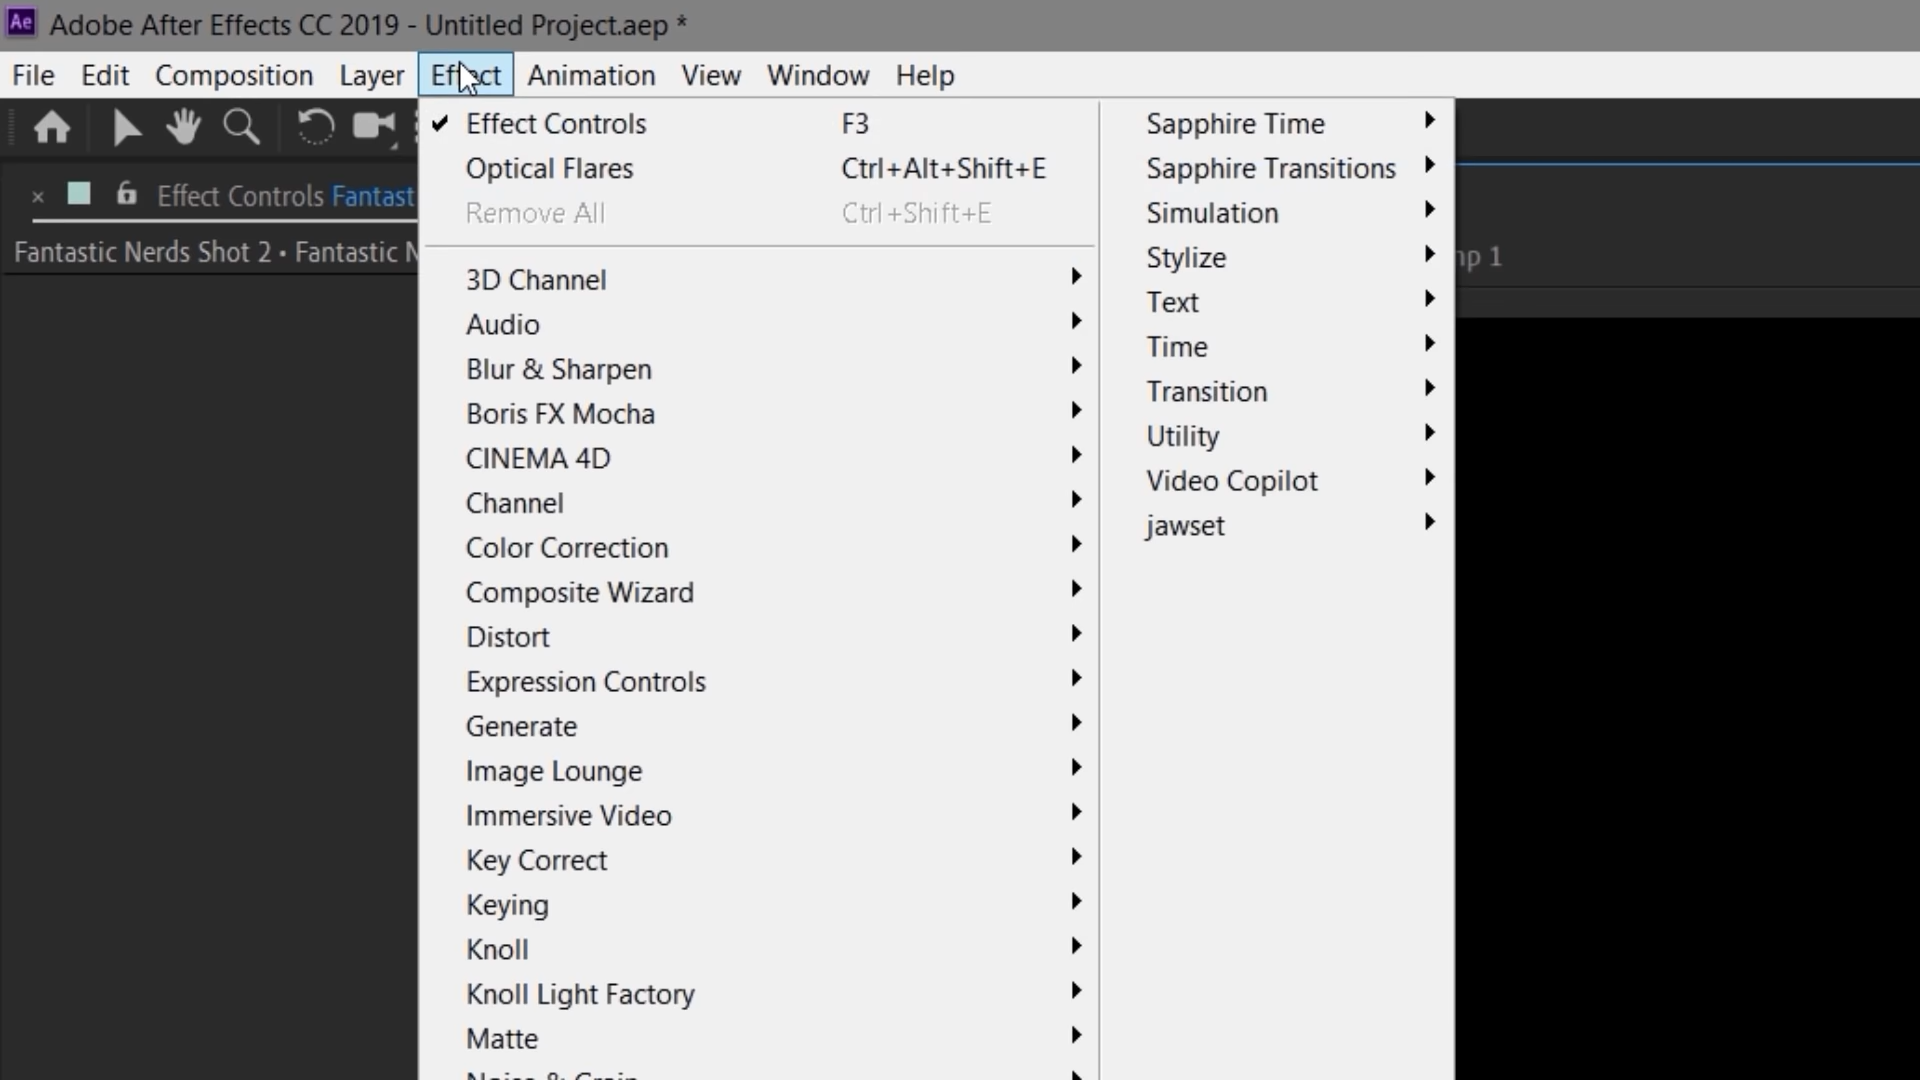 Ae Adobe After Effects CC 2019 - Untitled Project.aep *
File Edit Composition Layer Effect Animation View Window Help
Effect Controls Fantast
Fantastic Nerds Shot 2 • Fantastic N
Effect Controls F3
Optical Flares Ctrl+Alt+Shift+E
Remove All Ctrl+Shift+E
3D Channel
Audio
Blur & Sharpen
Boris FX Mocha
CINEMA 4D
Channel
Color Correction
Composite Wizard
Distort
Expression Controls
Generate
Image Lounge
Immersive Video
Key Correct
Keying
Knoll
Knoll Light Factory
Matte
Noise & Grain
Sapphire Time
Sapphire Transitions
Simulation
Stylize
Text
Time
Transition
Utility
Video Copilot
jawset
mp 1